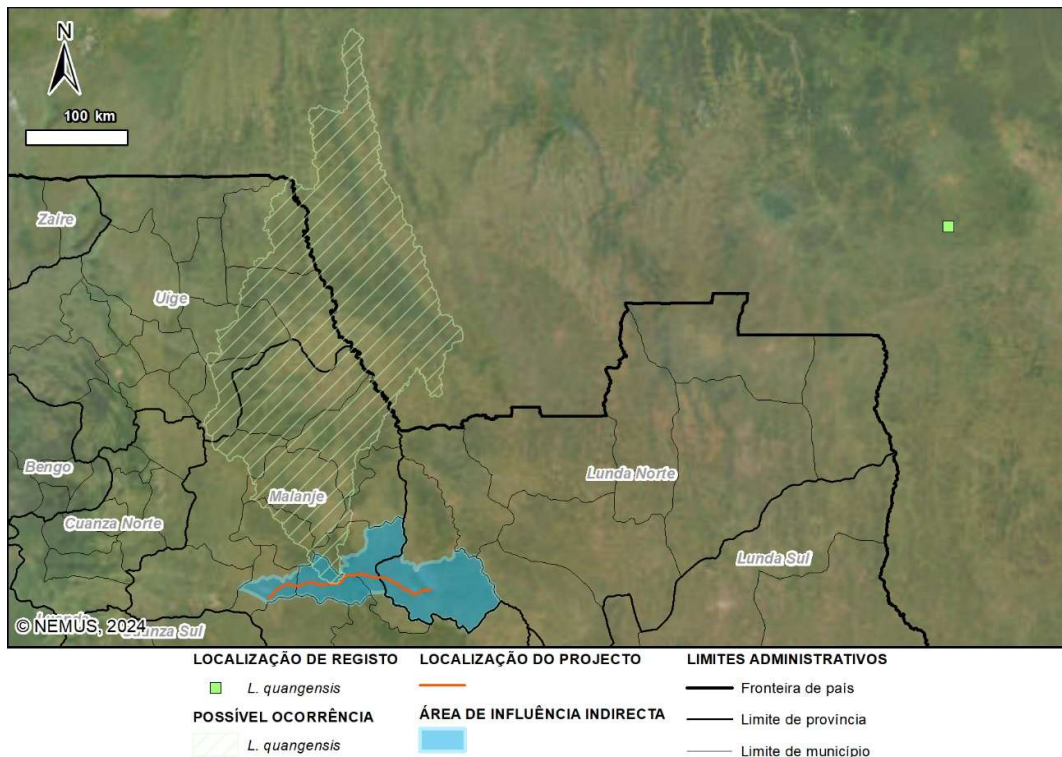 N
100 km
Zaire
Uíge
Bengo
Malanje
Lunda Norte
Cuanza Norte
Lunda Sul
Cuanza Sul
© NEMUS, 2024
LOCALIZAÇÃO DE REGISTO
L. quangensis
POSSÍVEL OCORRÊNCIA
L. quangensis
LOCALIZAÇÃO DO PROJECTO
ÁREA DE INFLUÊNCIA INDIRECTA
LIMITES ADMINISTRATIVOS
Fronteira de país
Limite de província
Limite de município